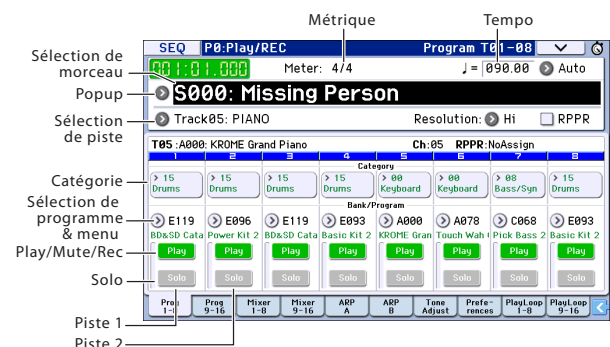 Métrique
Tempo
SEQ P0:Play/REC Program T01-08
001:01.000 Meter: 4/4 ♩= 090.00 Auto
S000: Missing Person
Track05: PIANO Resolution: Hi RPPR
T05:A000: KROME Grand Piano Ch:05 RPPR:NoAssign
1 2 3 4 5 6 7 8
Category
15 Drums 15 Drums 15 Drums 15 Drums 00 Keyboard 00 Keyboard 08 Bass/Syn 15 Drums
Bank/Program
E119 E096 E119 E093 A000 A078 C068 E093
BD&SD Cata Power Kit 2 BD&SD Cata Basic Kit 2 KROME Gran Touch Wah Pick Bass 2 Basic Kit 2
Play Play Play Play Play Play Play Play
Solo Solo Solo Solo Solo Solo Solo Solo
Prog 1-8 Prog 9-16 Mixer 1-8 Mixer 9-16 ARP A ARP B Tone Adjust Prefe-rences PlayLoop 1-8 PlayLoop 9-16
Sélection de
morceau
Popup
Sélection
de piste
Catégorie
Sélection de
programme
& menu
Play/Mute/Rec
Solo
Piste 1
Piste 2